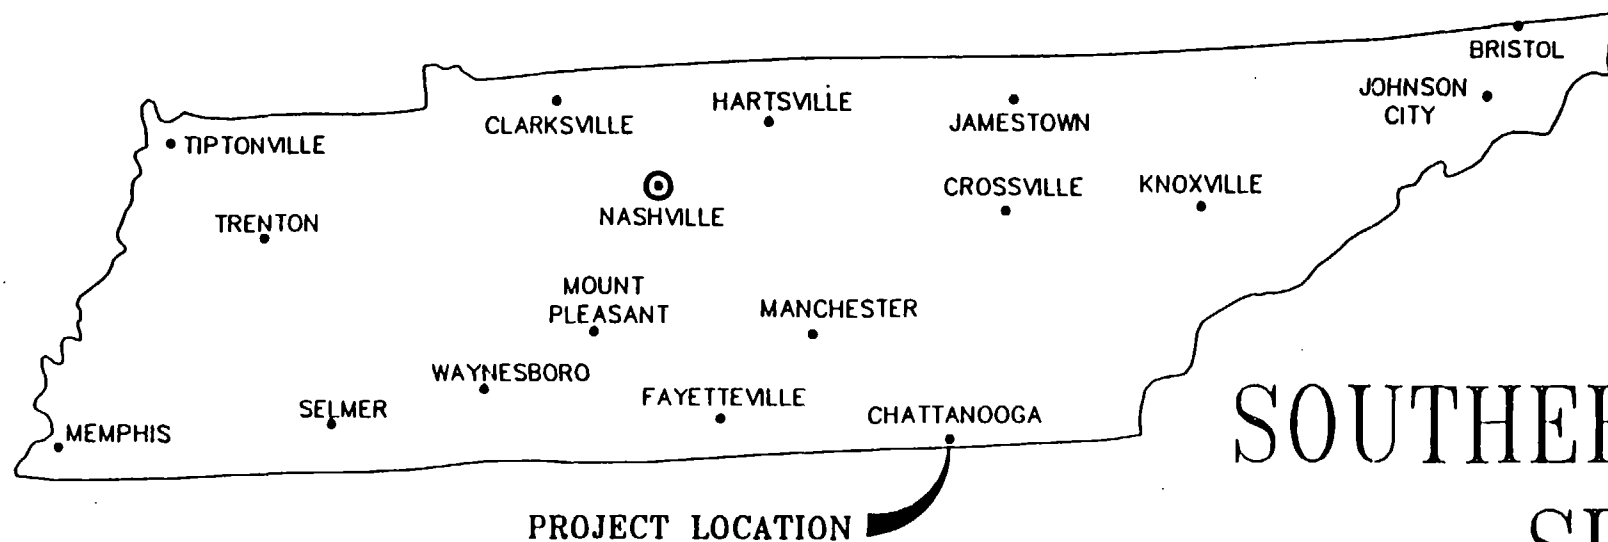 BRISTOL
JOHNSON
CITY
HARTSVILLE
CLARKSVILLE
JAMESTOWN
TIPTONVILLE
CROSSVILLE
KNOXVILLE
NASHVILLE
TRENTON
MOUNT
PLEASANT
MANCHESTER
WAYNESBORO
FAYETTEVILLE
SELMER
CHATTANOOGA
MEMPHIS
PROJECT LOCATION